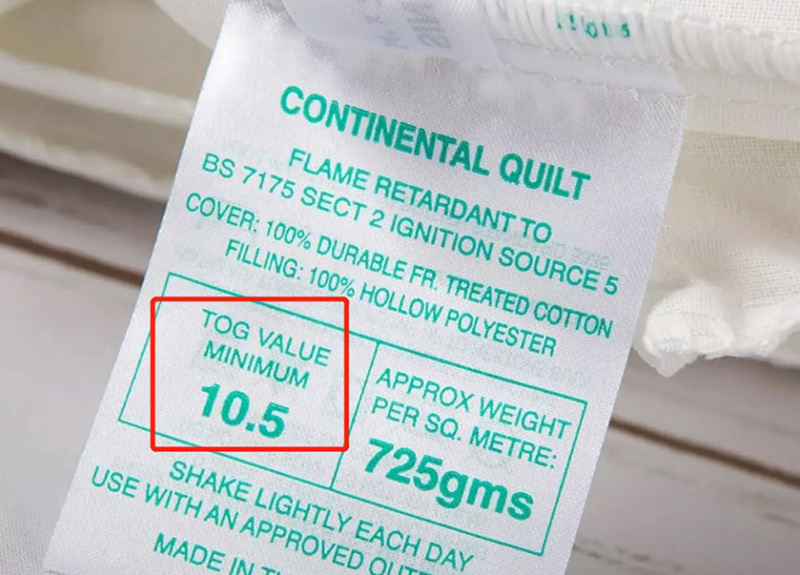 CONTINENTAL QUILT
FLAME RETARDANT TO
BS 7175 SECT 2 IGNITION SOURCE 5
COVER: 100% DURABLE FR. TREATED COTTON
FILLING: 100% HOLLOW POLYESTER
TOG VALUE
MINIMUM
10.5
APPROX WEIGHT
PER SQ. METRE:
725gms
SHAKE LIGHTLY EACH DAY
USE WITH AN APPROVED
MADE IN